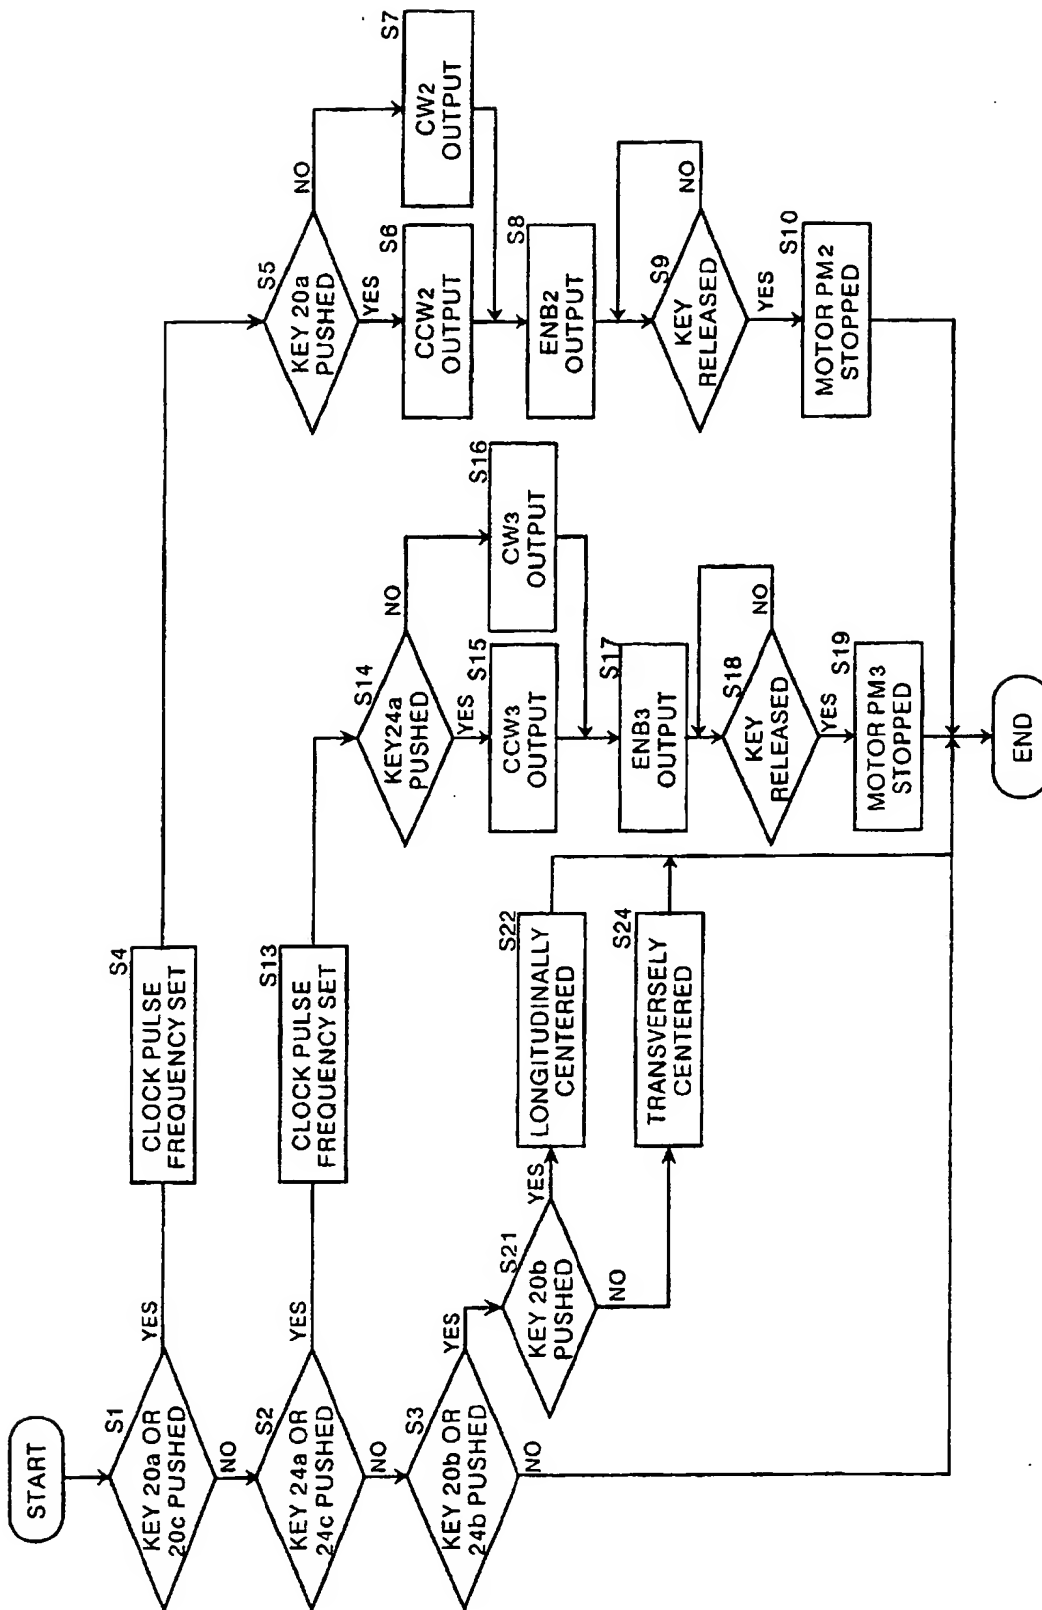 START
S1
KEY 20a OR
20c PUSHED
YES
NO
S4
CLOCK PULSE
FREQUENCY SET
S5
KEY 20a
PUSHED
NO
YES
S7
CW2
OUTPUT
S6
CCW2
OUTPUT
S8
ENB2
OUTPUT
S9
KEY
RELEASED
NO
YES
S10
MOTOR PM2
STOPPED
S2
KEY 24a OR
24c PUSHED
YES
NO
S13
CLOCK PULSE
FREQUENCY SET
S14
KEY24a
PUSHED
NO
YES
S16
CW3
OUTPUT
S15
CCW3
OUTPUT
S17
ENB3
OUTPUT
S18
KEY
RELEASED
NO
YES
S19
MOTOR PM3
STOPPED
S3
KEY 20b OR
24b PUSHED
YES
NO
S21
KEY 20b
PUSHED
YES
NO
S22
LONGITUDINALLY
CENTERED
S24
TRANSVERSELY
CENTERED
END